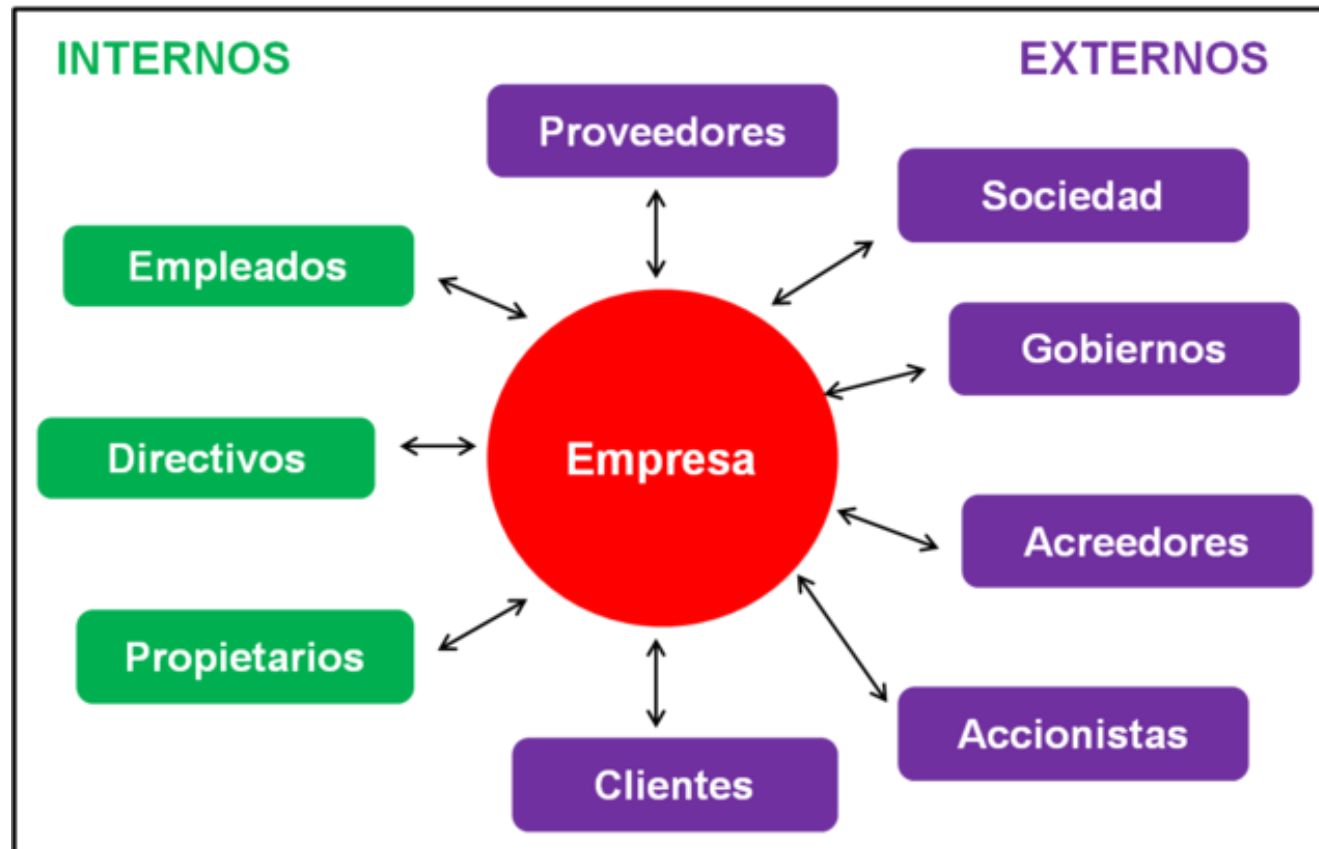 INTERNOS
EXTERNOS
Proveedores
Sociedad
Empleados
Gobiernos
Directivos
Empresa
Acreedores
Propietarios
Accionistas
Clientes